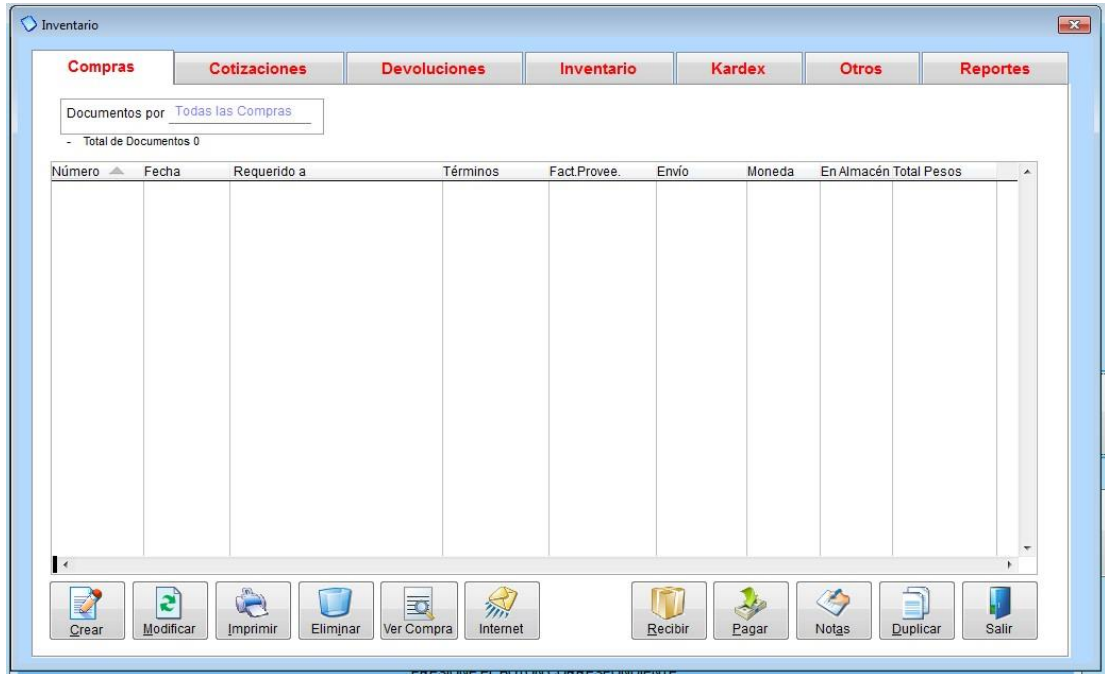 Inventario
Compras Cotizaciones Devoluciones Inventario Kardex Otros Reportes
Documentos por Todas las Compras
- Total de Documentos 0
Número Fecha Requerido a Términos Fact.Provee. Envío Moneda En Almacén Total Pesos
Crear Modificar Imprimir Eliminar Ver Compra Internet Recibir Pagar Notas Duplicar Salir